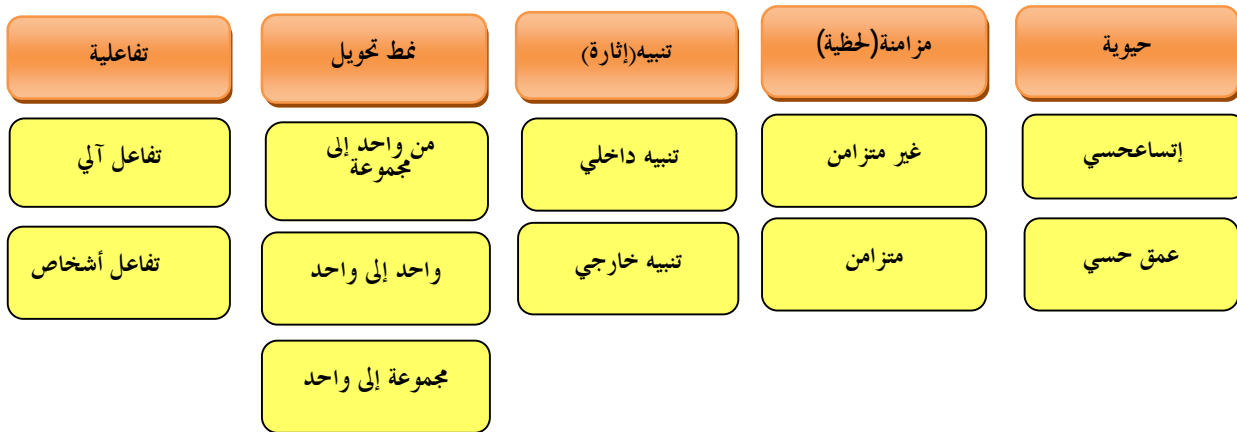 حيوية
إتساعحسي
عمق حسي
مزامنة(لحظية)
غير متزامن
متزامن
تنبيه(إثارة)
تنبيه داخلي
تنبيه خارجي
نمط تحويل
من واحد إلى
مجموعة
واحد إلى واحد
مجموعة إلى واحد
تفاعلية
تفاعل آلي
تفاعل أشخاص